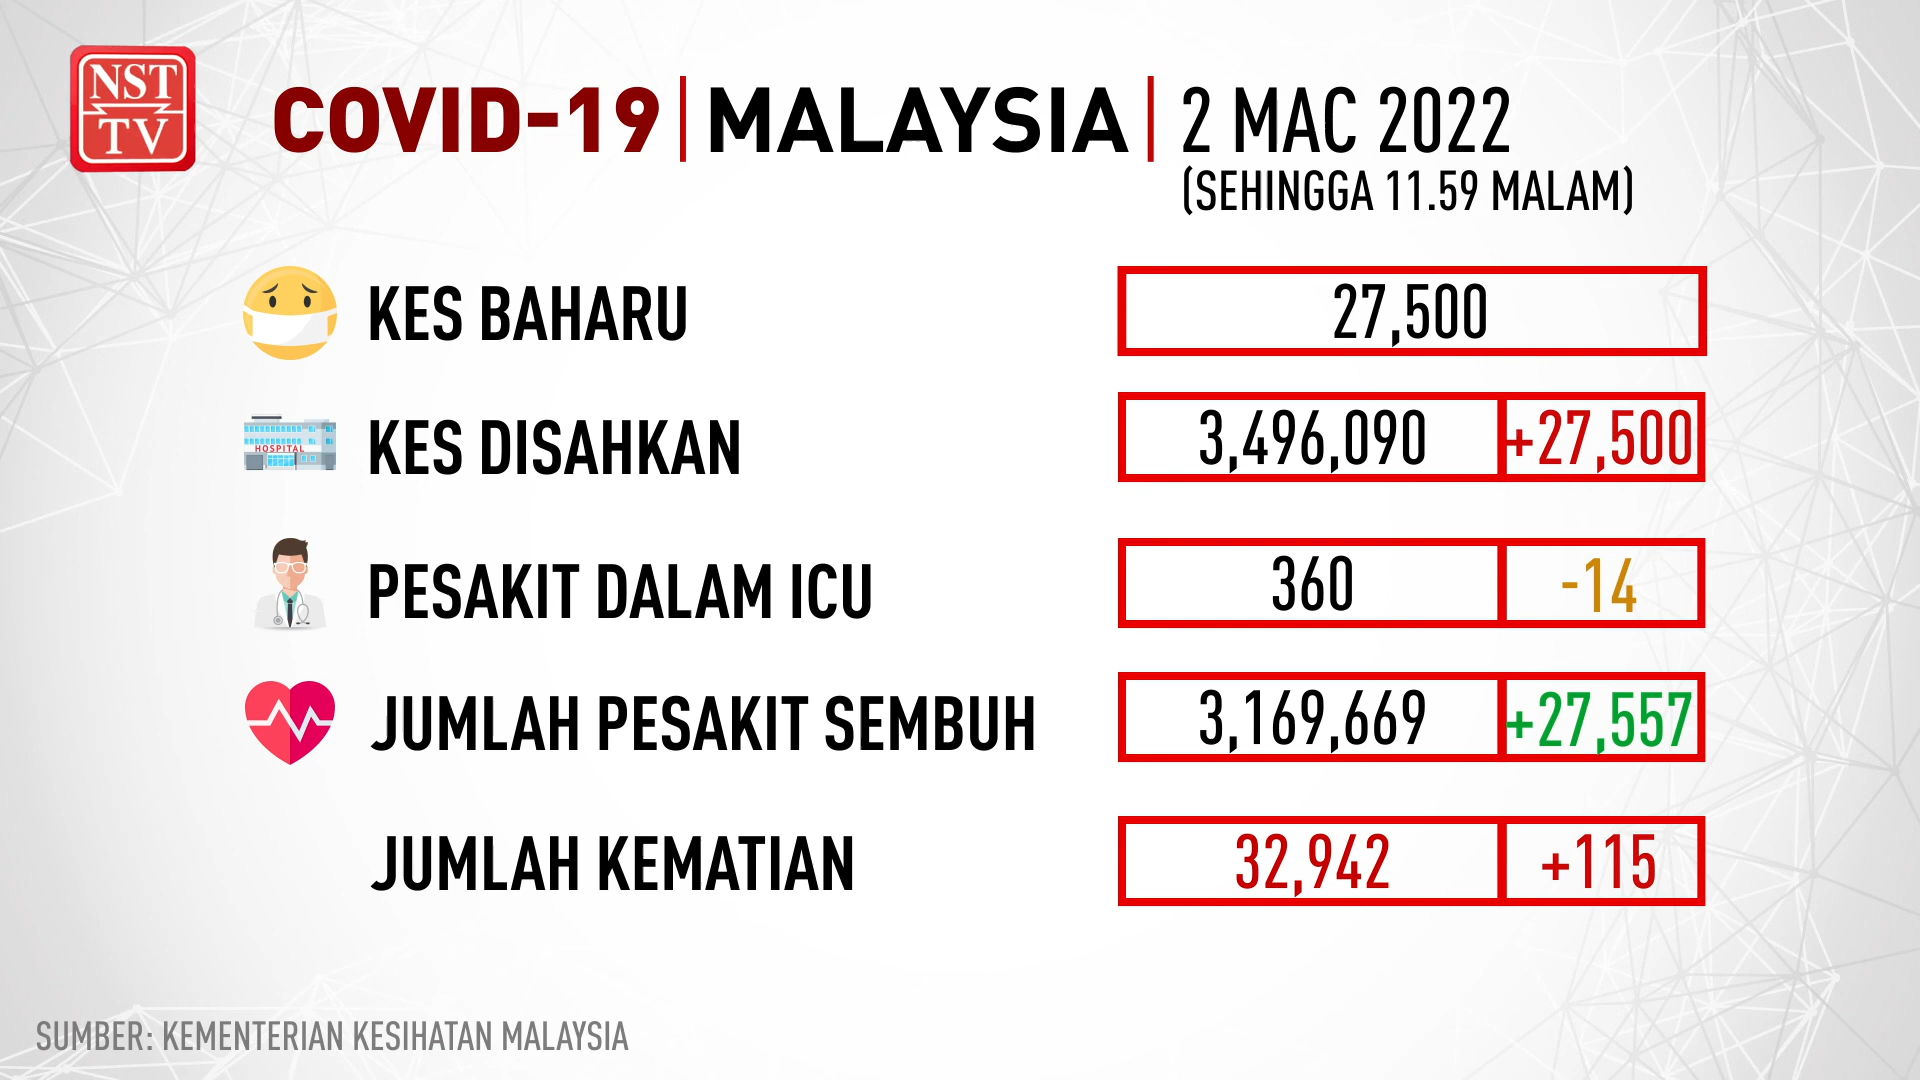 NST
TV
COVID-19 | MALAYSIA | 2 MAC 2022
(SEHINGGA 11.59 MALAM)
KES BAHARU 27,500
HOSPITAL
KES DISAHKAN 3,496,090 +27,500
PESAKIT DALAM ICU 360 -14
JUMLAH PESAKIT SEMBUH 3,169,669 +27,557
JUMLAH KEMATIAN 32,942 +115
SUMBER: KEMENTERIAN KESIHATAN MALAYSIA